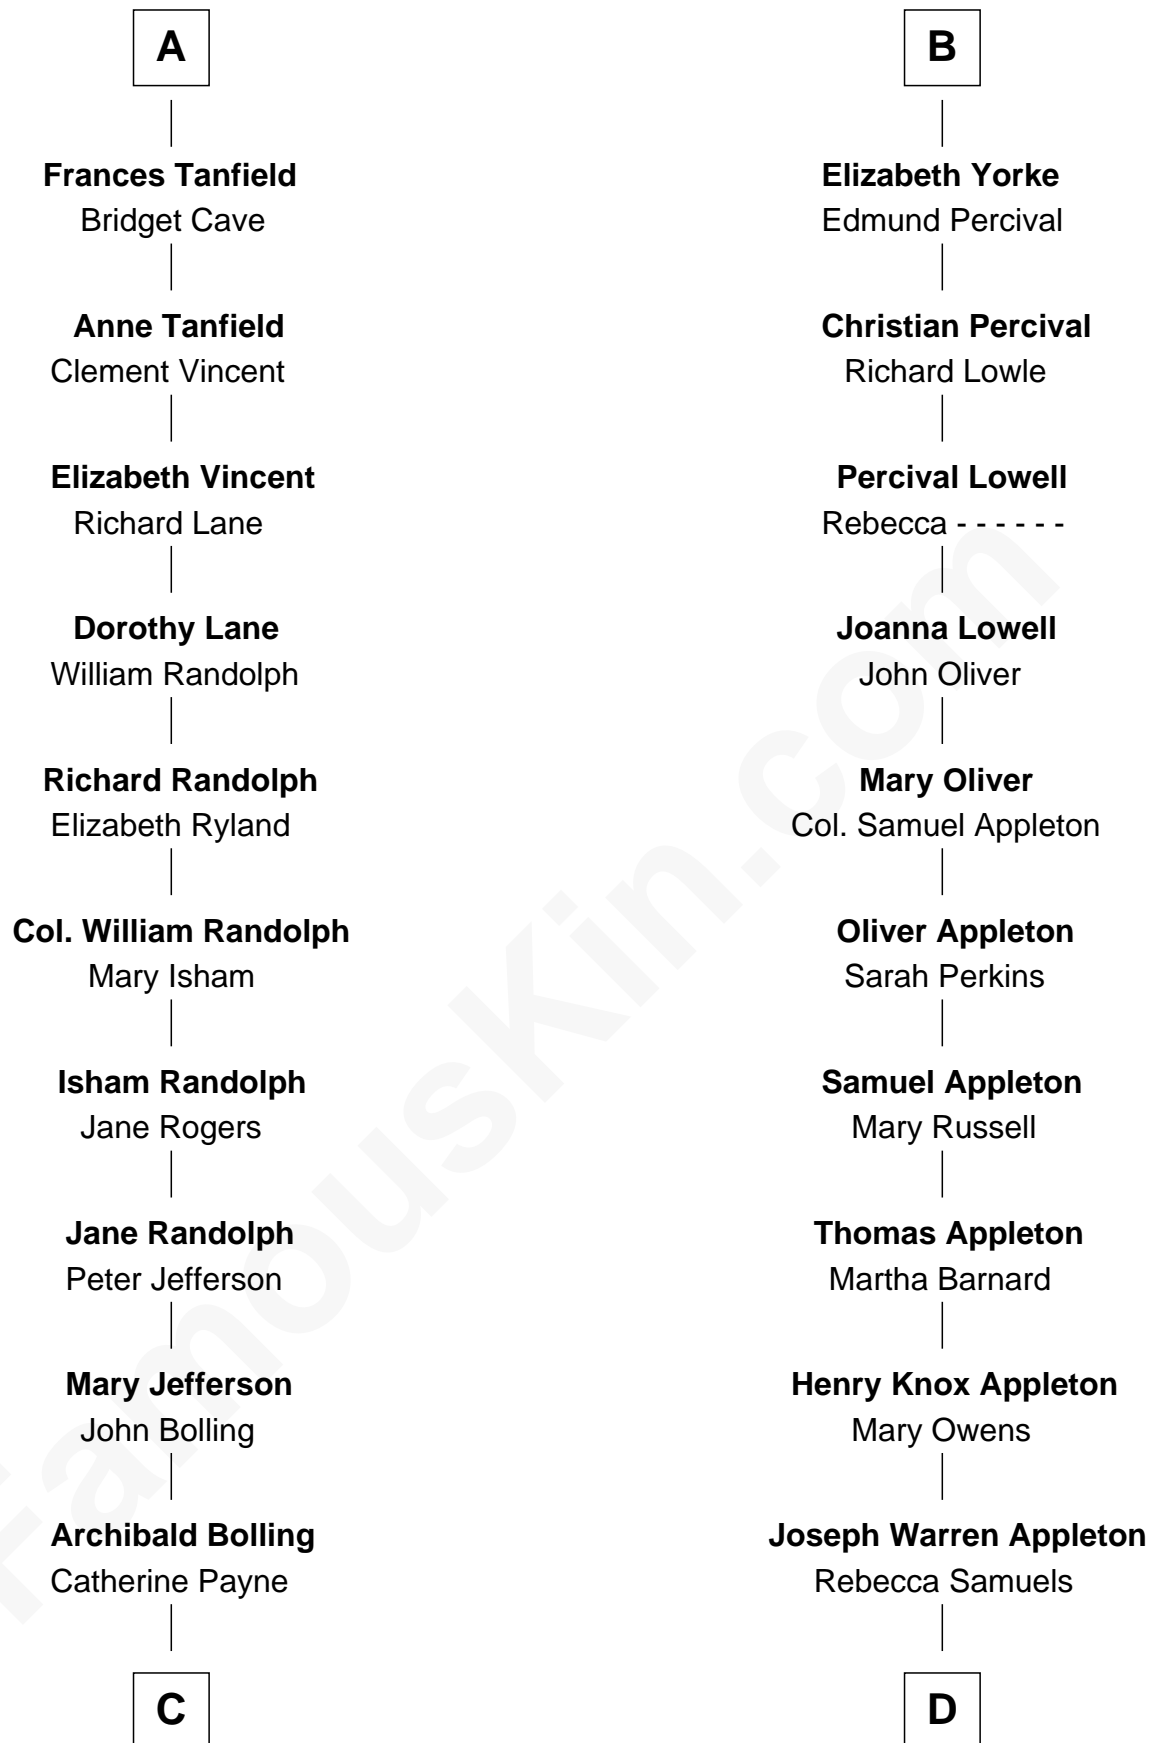 A
Frances Tanfield
Bridget Cave
Anne Tanfield
Clement Vincent
Elizabeth Vincent
Richard Lane
Dorothy Lane
William Randolph
Richard Randolph
Elizabeth Ryland
Col. William Randolph
Mary Isham
Isham Randolph
Jane Rogers
Jane Randolph
Peter Jefferson
Mary Jefferson
John Bolling
Archibald Bolling
Catherine Payne
C
B
Elizabeth Yorke
Edmund Percival
Christian Percival
Richard Lowle
Percival Lowell
Rebecca - - - - - -
Joanna Lowell
John Oliver
Mary Oliver
Col. Samuel Appleton
Oliver Appleton
Sarah Perkins
Samuel Appleton
Mary Russell
Thomas Appleton
Martha Barnard
Henry Knox Appleton
Mary Owens
Joseph Warren Appleton
Rebecca Samuels
D
FamousKin.com